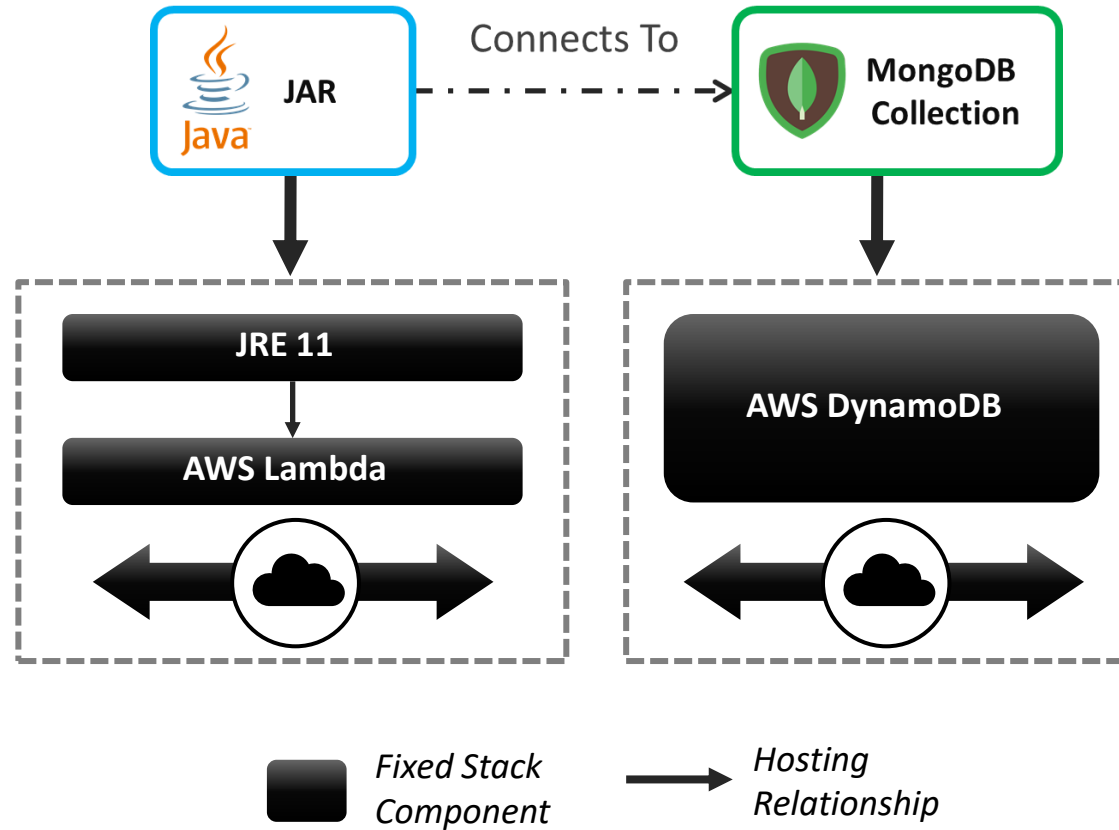 Connects To
Java
JAR
MongoDB
Collection
JRE 11
AWS Lambda
AWS DynamoDB
Fixed Stack
Component
Hosting
Relationship